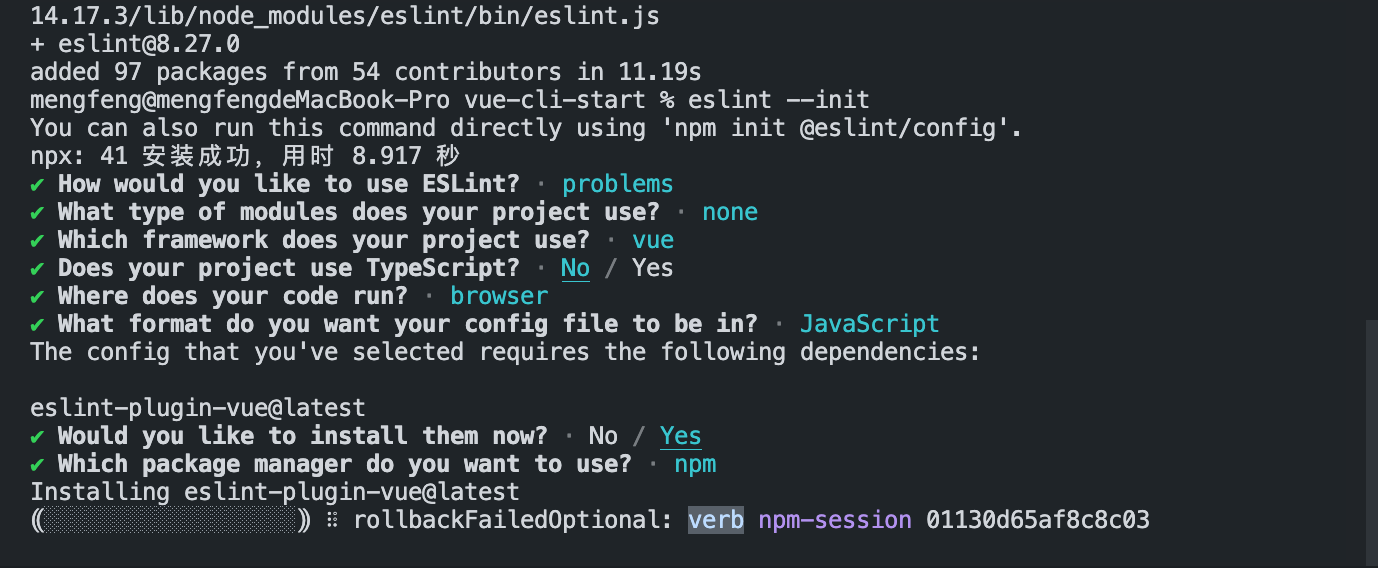 14.17.3/lib/node_modules/eslint/bin/eslint.js
+ eslint@8.27.0
added 97 packages from 54 contributors in 11.19s
mengfeng@mengfengdeMacBook-Pro vue-cli-start % eslint --init
You can also run this command directly using 'npm init @eslint/config'.
npx: 41 安装成功，用时 8.917 秒
✔ How would you like to use ESLint? · problems
✔ What type of modules does your project use? · none
✔ Which framework does your project use? · vue
✔ Does your project use TypeScript? · No / Yes
✔ Where does your code run? · browser
✔ What format do you want your config file to be in? · JavaScript
The config that you've selected requires the following dependencies:
eslint-plugin-vue@latest
✔ Would you like to install them now? · No / Yes
✔ Which package manager do you want to use? · npm
Installing eslint-plugin-vue@latest
⸨░░░░░░░░░░░░░░░░░░⸩ ⠿ rollbackFailedOptional: verb npm-session 01130d65af8c8c03